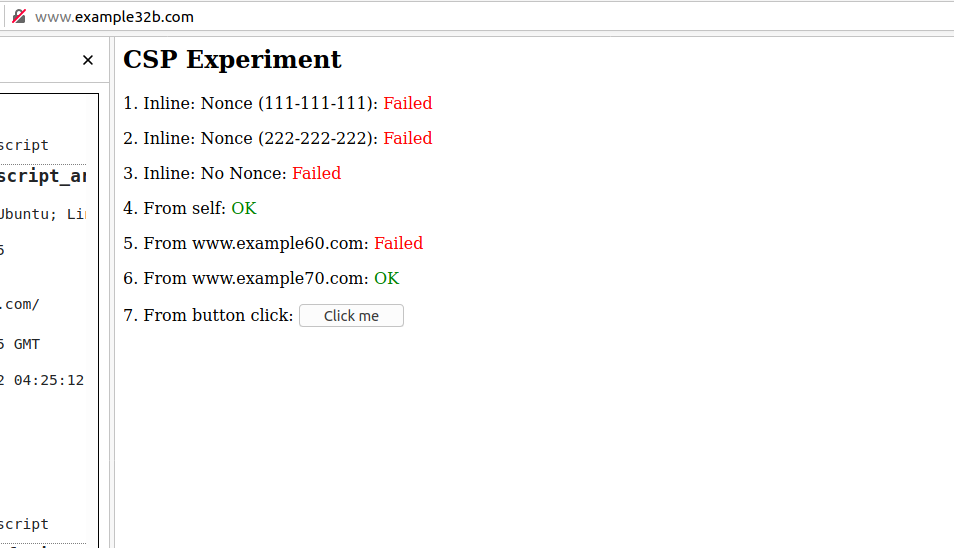 www.example32b.com
CSP Experiment
1. Inline: Nonce (111-111-111): Failed
2. Inline: Nonce (222-222-222): Failed
3. Inline: No Nonce: Failed
4. From self: OK
5. From www.example60.com: Failed
6. From www.example70.com: OK
7. From button click: Click me
script
script_ar
Ubuntu; Li
5
.com/
5 GMT
2 04:25:12
script